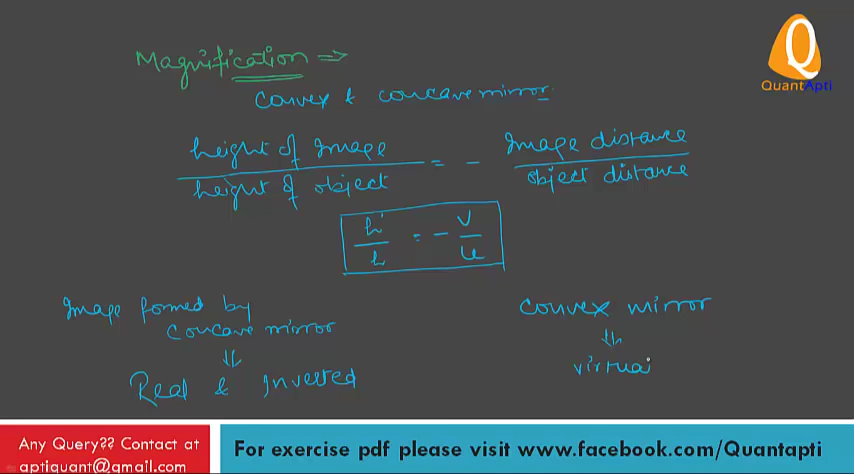 Magnification ⇒
QuantApti
Convex & concave mirror.
height of Image / height of object = - Image distance / object distance
h' / h = - v / u
Image formed by
concave mirror
⇓
Real & Inverted
Convex mirror
⇓
virtual
Any Query?? Contact at
aptiquant@gmail.com
For exercise pdf please visit www.facebook.com/Quantapti